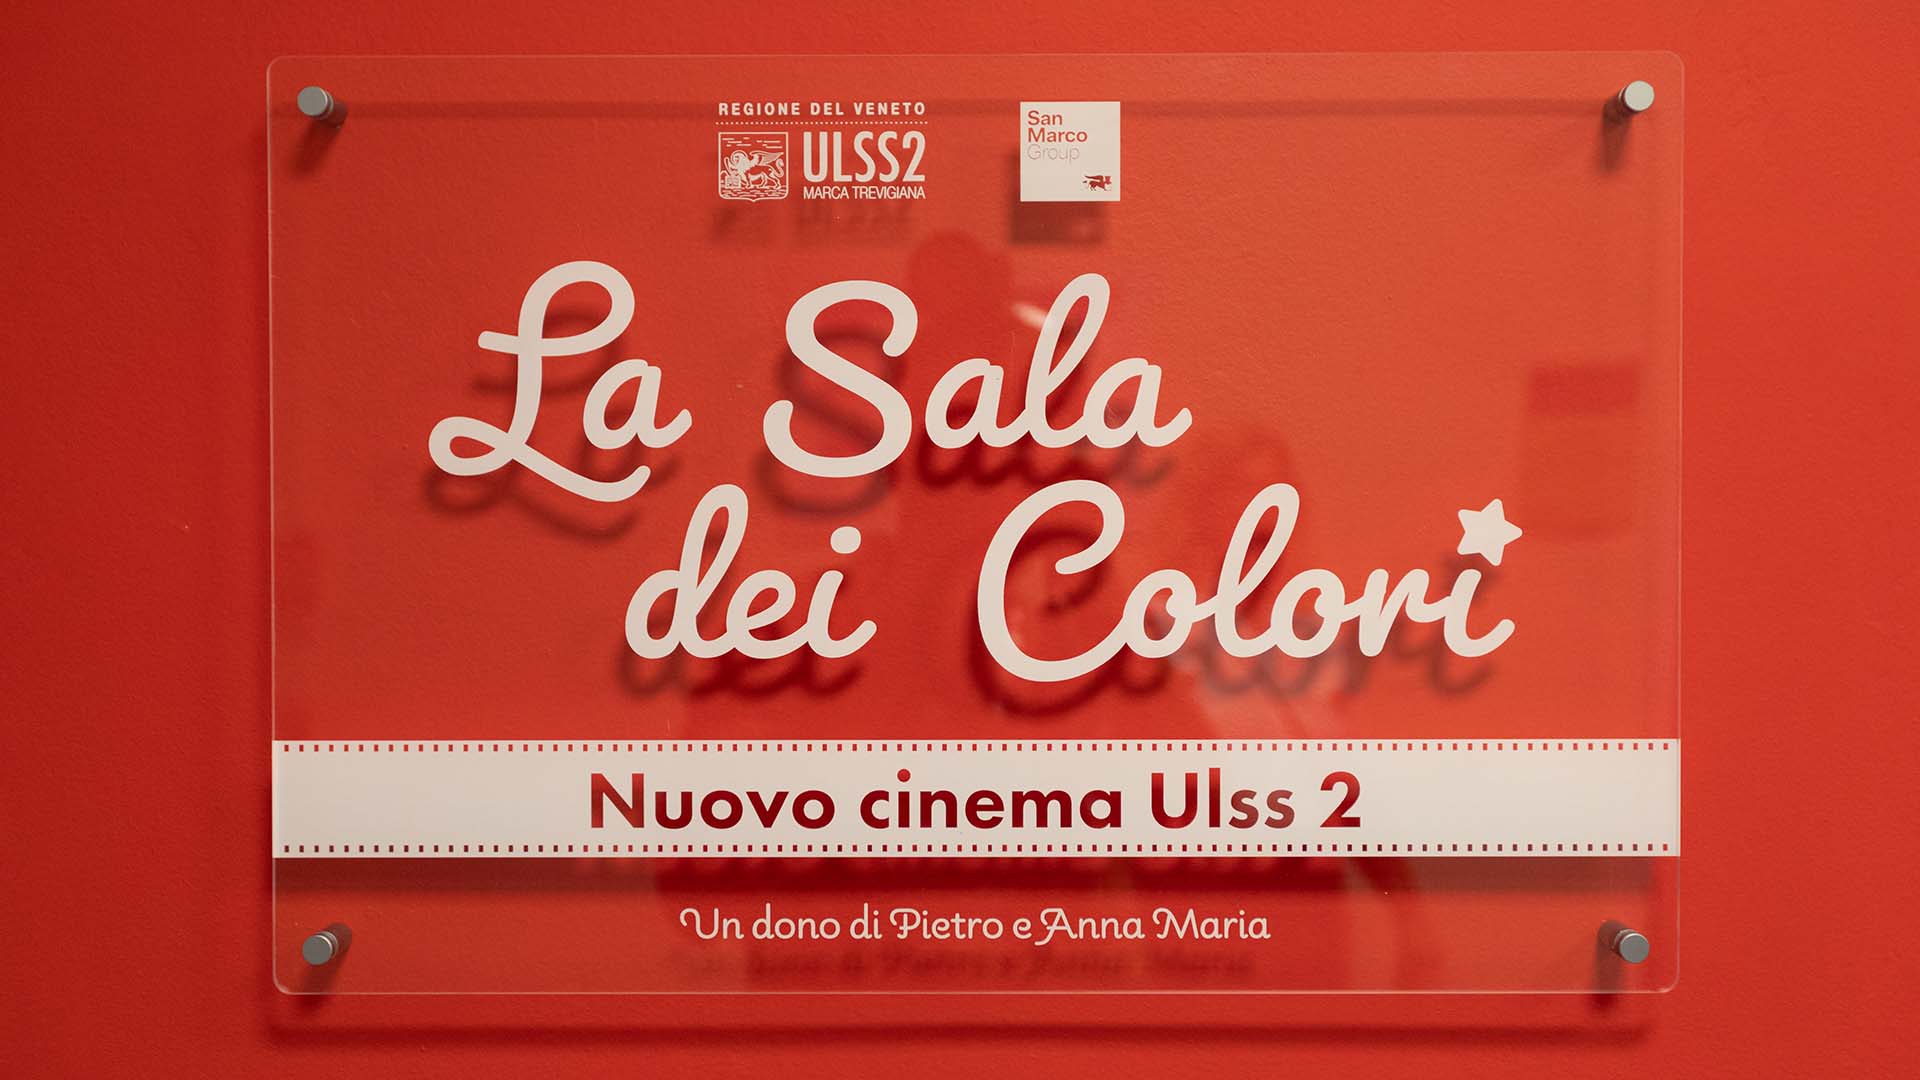 REGIONE DEL VENETO
ULSS2
MARCA TREVIGIANA
San
Marco
Group
La Sala
dei Colori
Nuovo cinema Ulss 2
Un dono di Pietro e Anna Maria